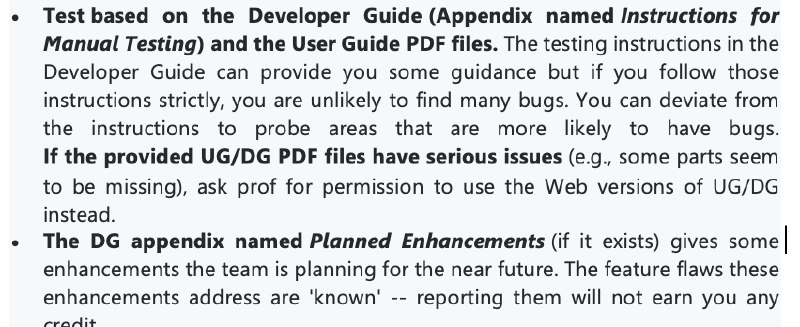 • Test based on the Developer Guide (Appendix named Instructions for
Manual Testing) and the User Guide PDF files. The testing instructions in the
Developer Guide can provide you some guidance but if you follow those
instructions strictly, you are unlikely to find many bugs. You can deviate from
the instructions to probe areas that are more likely to have bugs.
If the provided UG/DG PDF files have serious issues (e.g., some parts seem
to be missing), ask prof for permission to use the Web versions of UG/DG
instead.
• The DG appendix named Planned Enhancements (if it exists) gives some
enhancements the team is planning for the near future. The feature flaws these
enhancements address are 'known' -- reporting them will not earn you any
credit